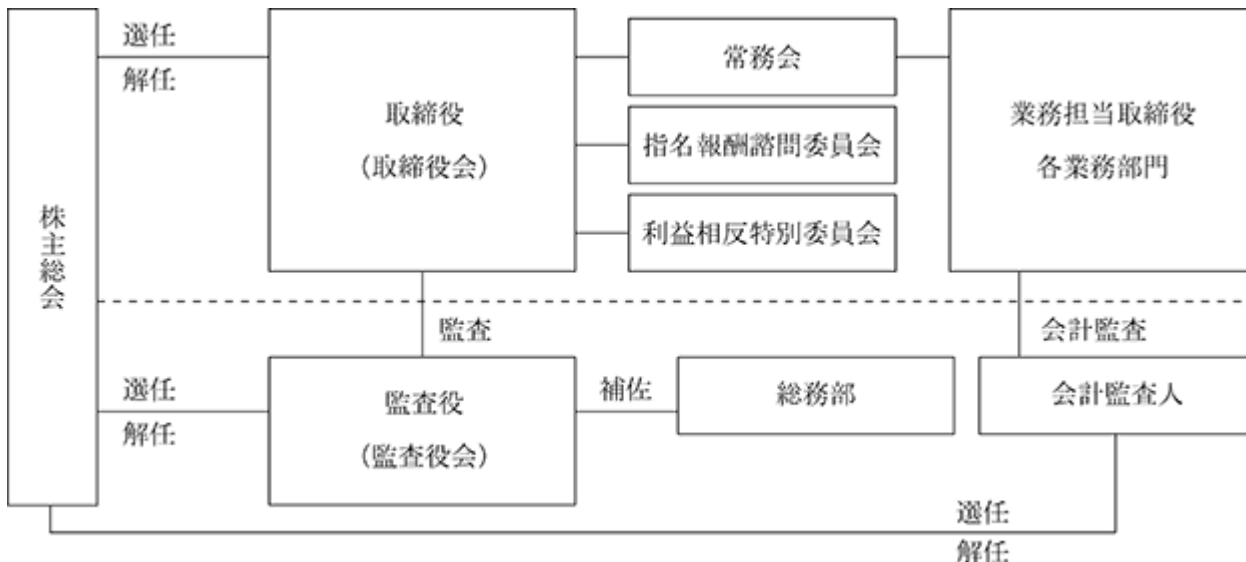 株主総会
選任
解任
取締役
(取締役会)
常務会
指名報酬諮問委員会
利益相反特別委員会
業務担当取締役
各業務部門
監査
会計監査
選任
解任
監査役
(監査役会)
補佐
総務部
会計監査人
選任
解任